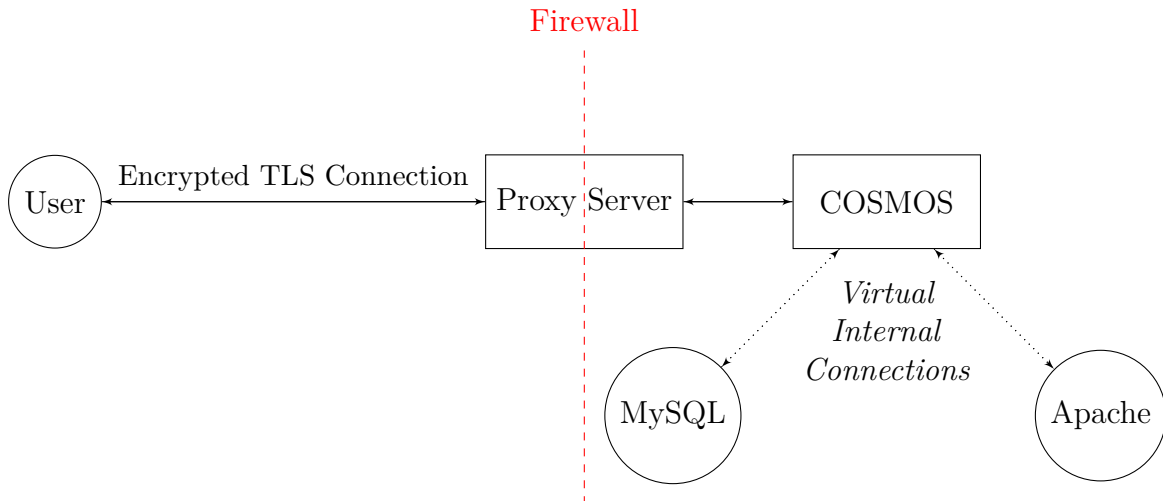 Firewall
Encrypted TLS Connection
User
Proxy Server
COSMOS
Virtual
Internal
Connections
MySQL
Apache